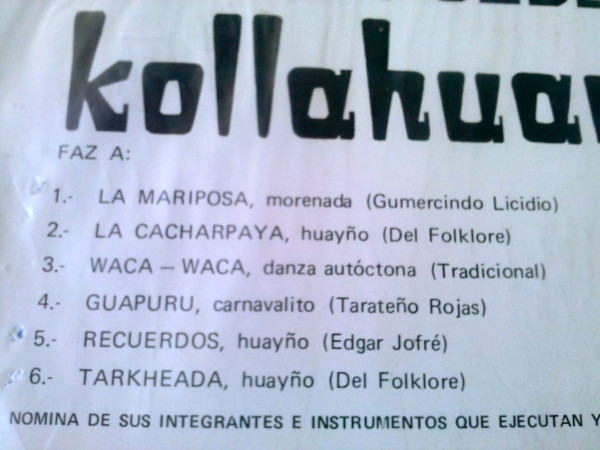 kollahua
FAZ A:
1.- LA MARIPOSA, morenada (Gumercindo Licidio)
2.- LA CACHARPAYA, huayño (Del Folklore)
3.- WACA – WACA, danza autóctona (Tradicional)
4.- GUAPURU, carnavalito (Tarateño Rojas)
5.- RECUERDOS, huayño (Edgar Jofré)
6.- TARKHEADA, huayño (Del Folklore)
NOMINA DE SUS INTEGRANTES E INSTRUMENTOS QUE EJECUTAN Y